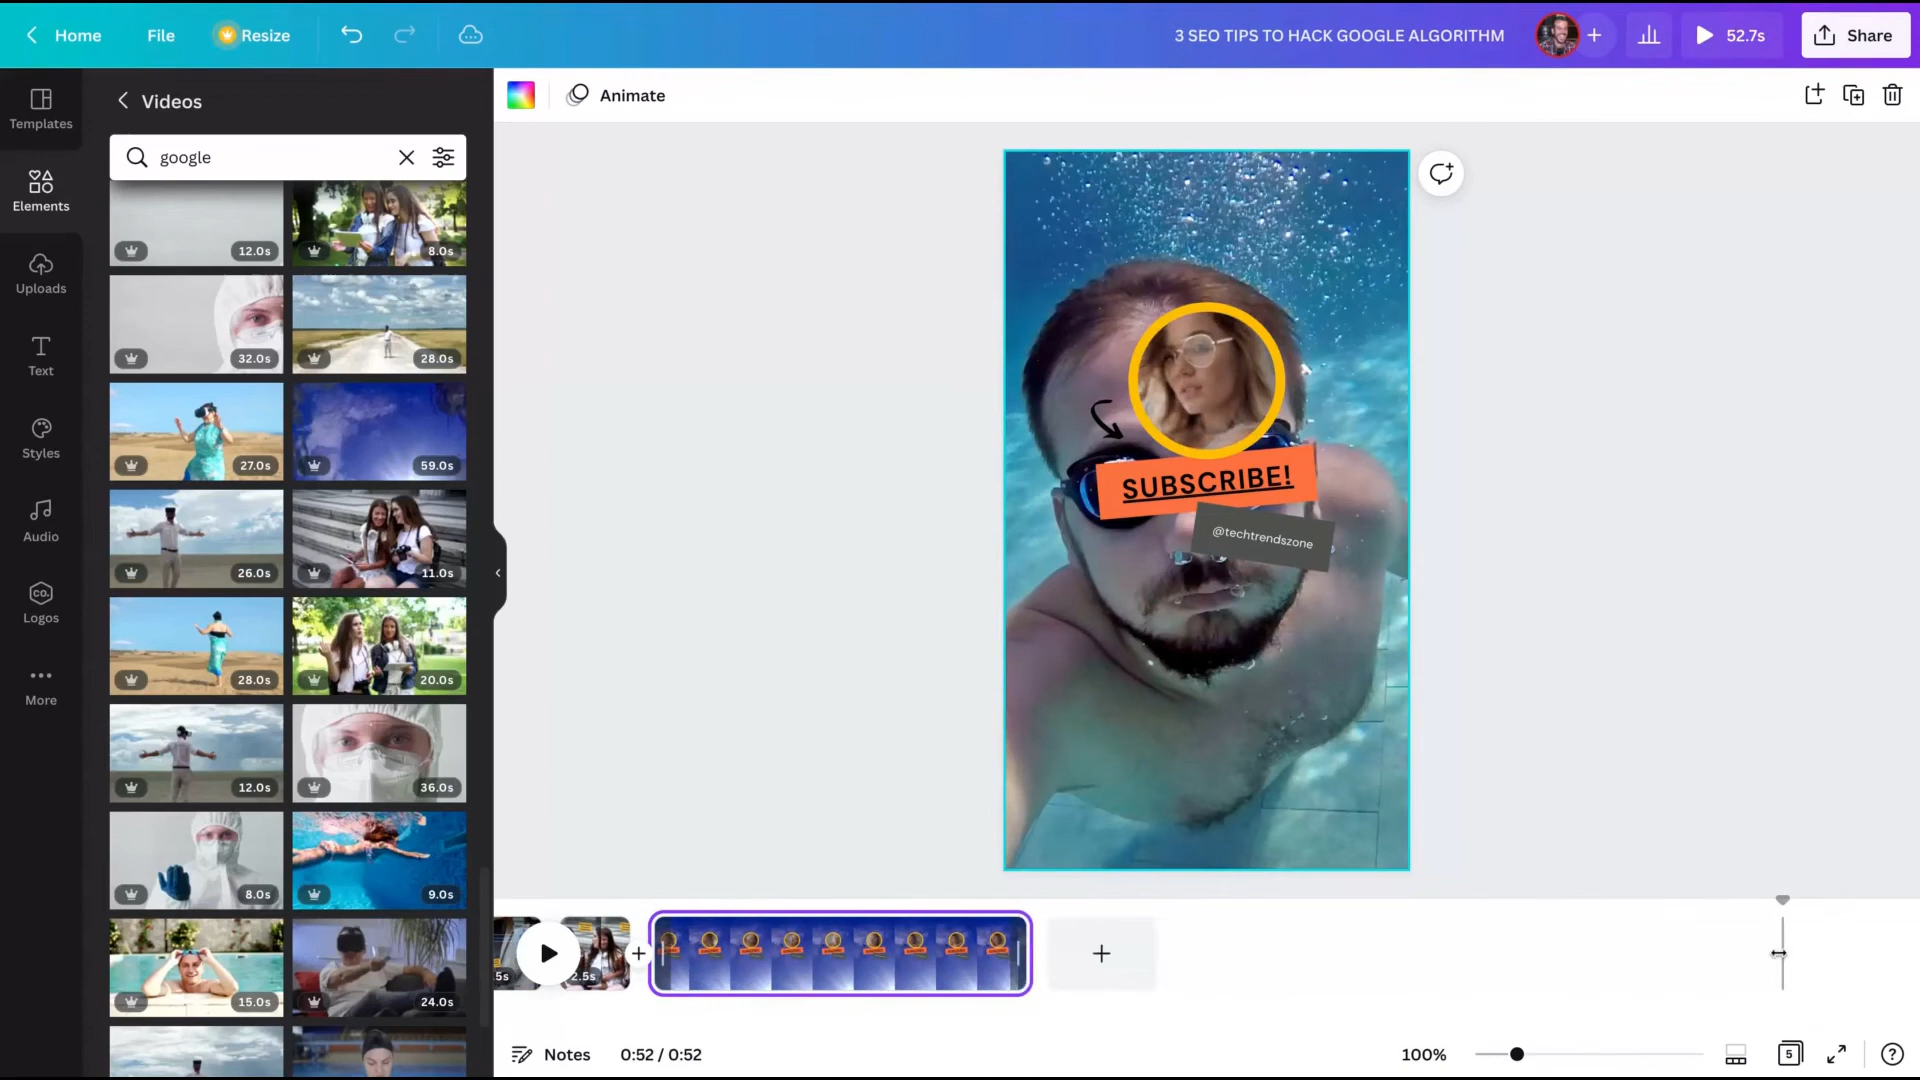 Home
File
Resize
3 SEO TIPS TO HACK GOOGLE ALGORITHM
52.7s
Share
Templates
Elements
Uploads
Text
Styles
Audio
CO.
Logos
More
Videos
google
12.0s
8.0s
32.0s
28.0s
27.0s
59.0s
26.0s
11.0s
28.0s
20.0s
12.0s
36.0s
8.0s
9.0s
15.0s
24.0s
Animate
SUBSCRIBE!
@techtrendszone
.5s
2.5s
Notes
0:52 / 0:52
100%
5
?